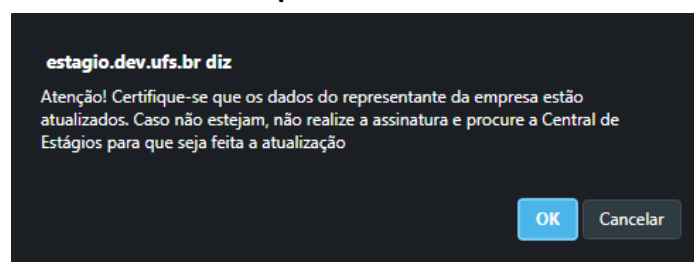 estagio.dev.ufs.br diz
Atenção! Certifique-se que os dados do representante da empresa estão
atualizados. Caso não estejam, não realize a assinatura e procure a Central de
Estágios para que seja feita a atualização
OK Cancelar